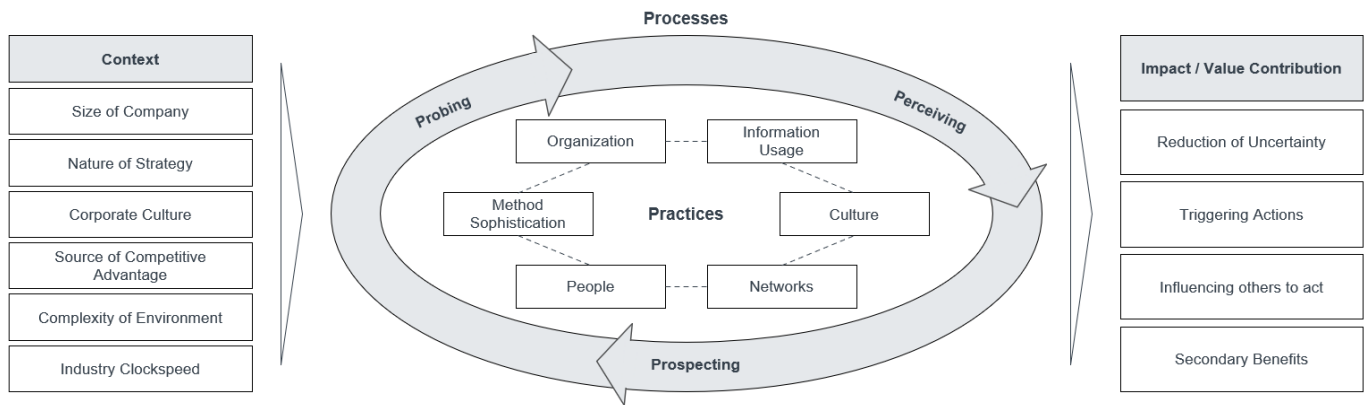 Context
Size of Company
Nature of Strategy
Corporate Culture
Source of Competitive
Advantage
Complexity of Environment
Industry Clockspeed
Processes
Probing
Perceiving
Prospecting
Organization
Information
Usage
Method
Sophistication
Practices
Culture
People
Networks
Impact / Value Contribution
Reduction of Uncertainty
Triggering Actions
Influencing others to act
Secondary Benefits